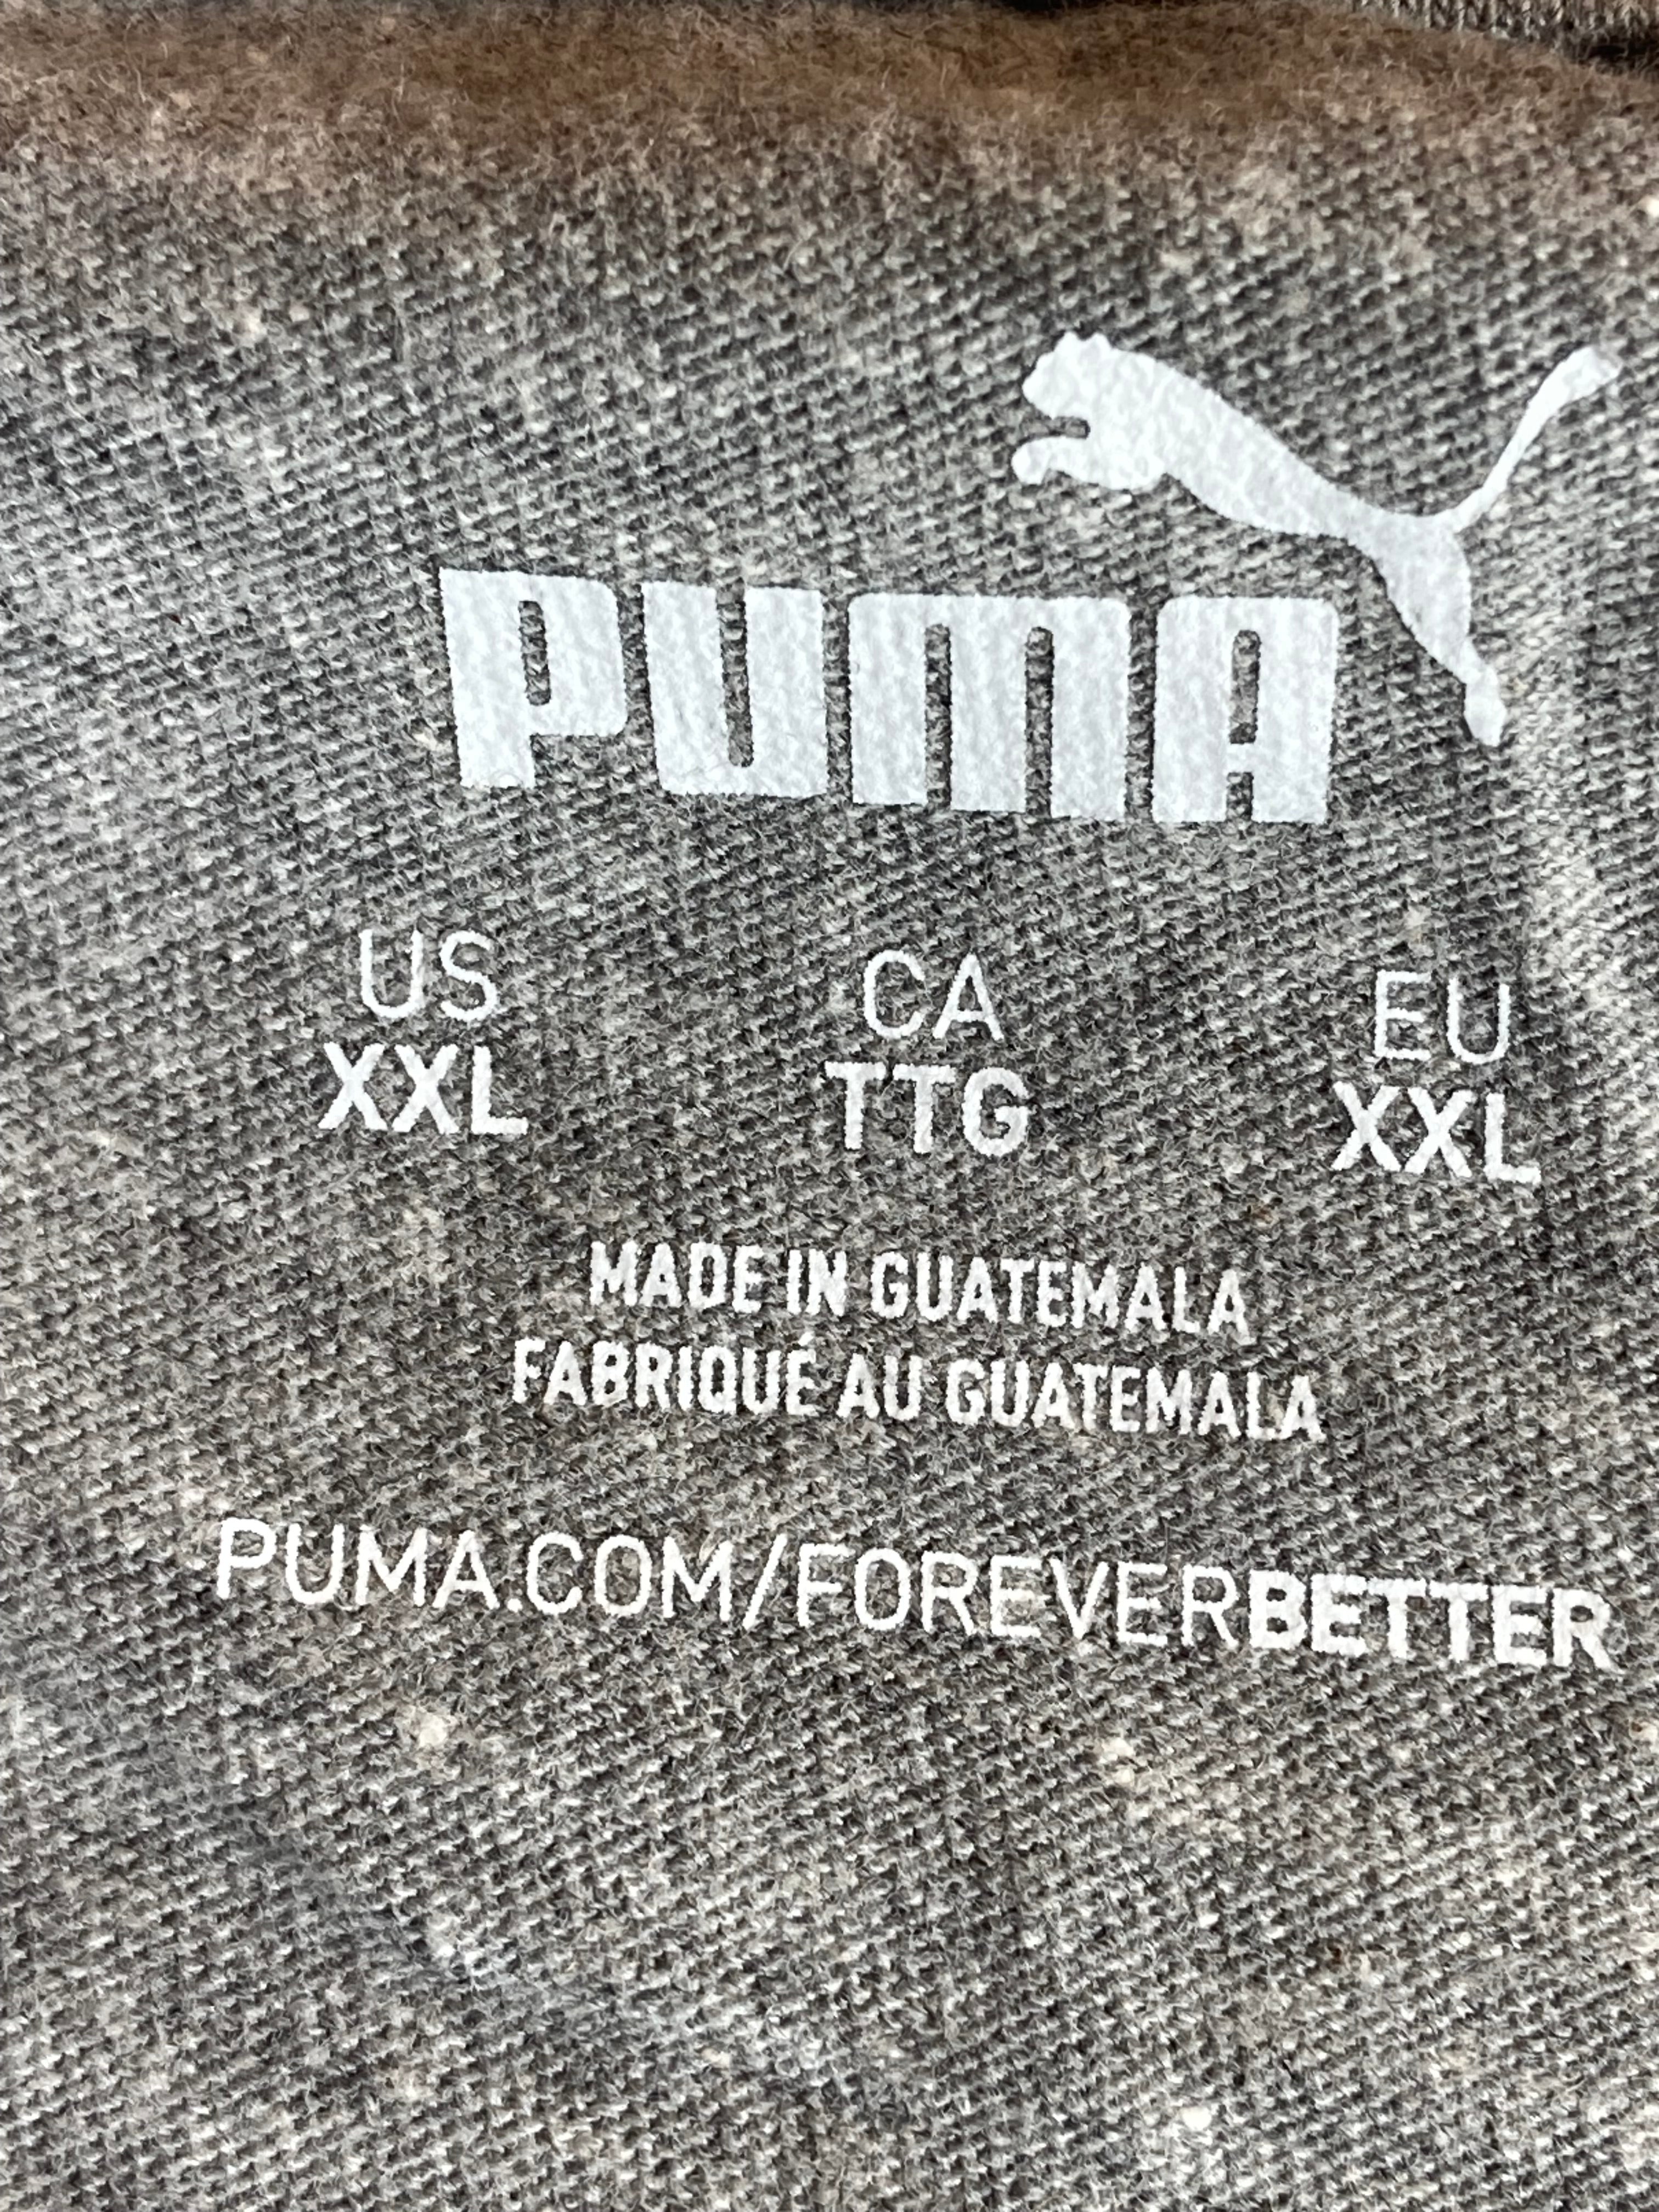 PUMA
US CA EU
XXL TTG XXL
MADE IN GUATEMALA
FABRIQUÉ AU GUATEMALA
PUMA.COM/FOREVERBETTER